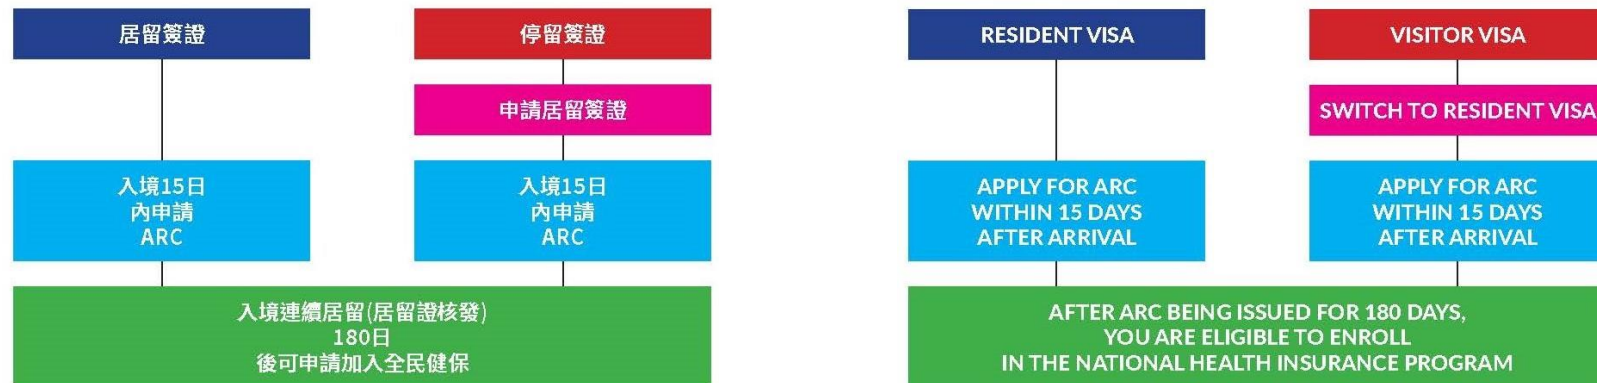 居留簽證
停留簽證
申請居留簽證
入境15日
內申請
ARC
入境15日
內申請
ARC
入境連續居留(居留證核發)
180日
後可申請加入全民健保
RESIDENT VISA
VISITOR VISA
SWITCH TO RESIDENT VISA
APPLY FOR ARC
WITHIN 15 DAYS
AFTER ARRIVAL
APPLY FOR ARC
WITHIN 15 DAYS
AFTER ARRIVAL
AFTER ARC BEING ISSUED FOR 180 DAYS,
YOU ARE ELIGIBLE TO ENROLL
IN THE NATIONAL HEALTH INSURANCE PROGRAM